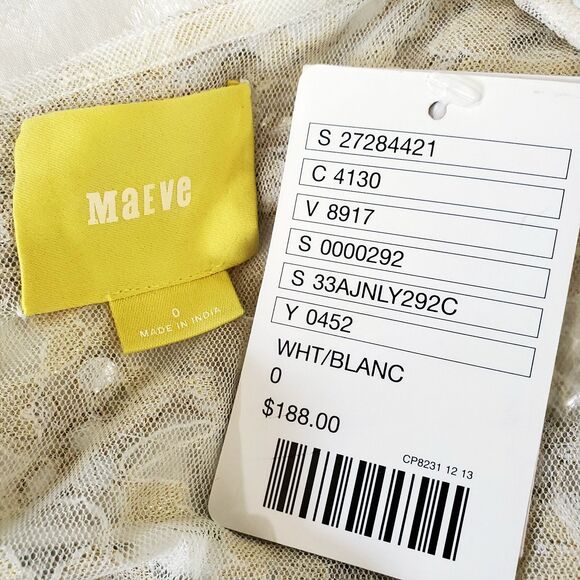 MaEVe
0
MADE IN INDIA
S 27284421
C 4130
V 8917
S 0000292
S 33AJNLY292C
Y 0452
WHT/BLANC
0
$188.00
CP8231 12 13